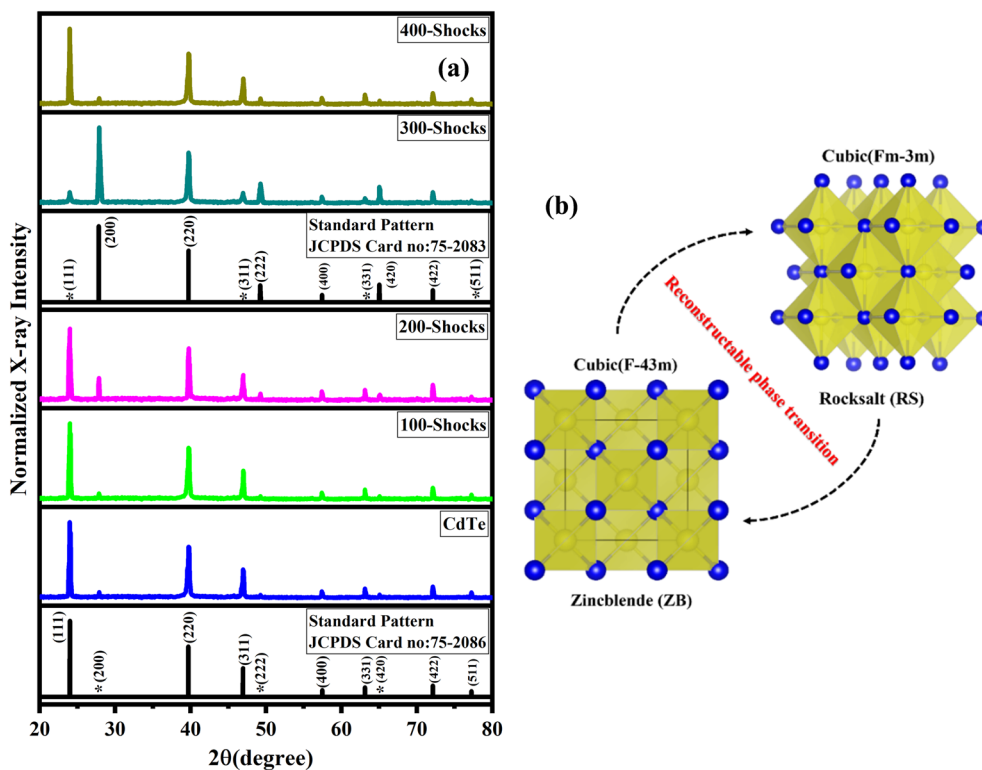 400-Shocks
(a)
300-Shocks
Standard Pattern
JCPDS Card no:75-2083
(200)
(220)
*(111)
*(311)
(222)
(400)
*(331)
(420)
(422)
*(511)
200-Shocks
100-Shocks
CdTe
Standard Pattern
JCPDS Card no:75-2086
(111)
*(200)
(220)
(311)
*(222)
(400)
(331)
*(420)
(422)
(511)
20 30 40 50 60 70 80
2θ(degree)
Normalized X-ray Intensity
(b)
Cubic(Fm-3m)
Rocksalt (RS)
Reconstructable phase transition
Cubic(F-43m)
Zincblende (ZB)